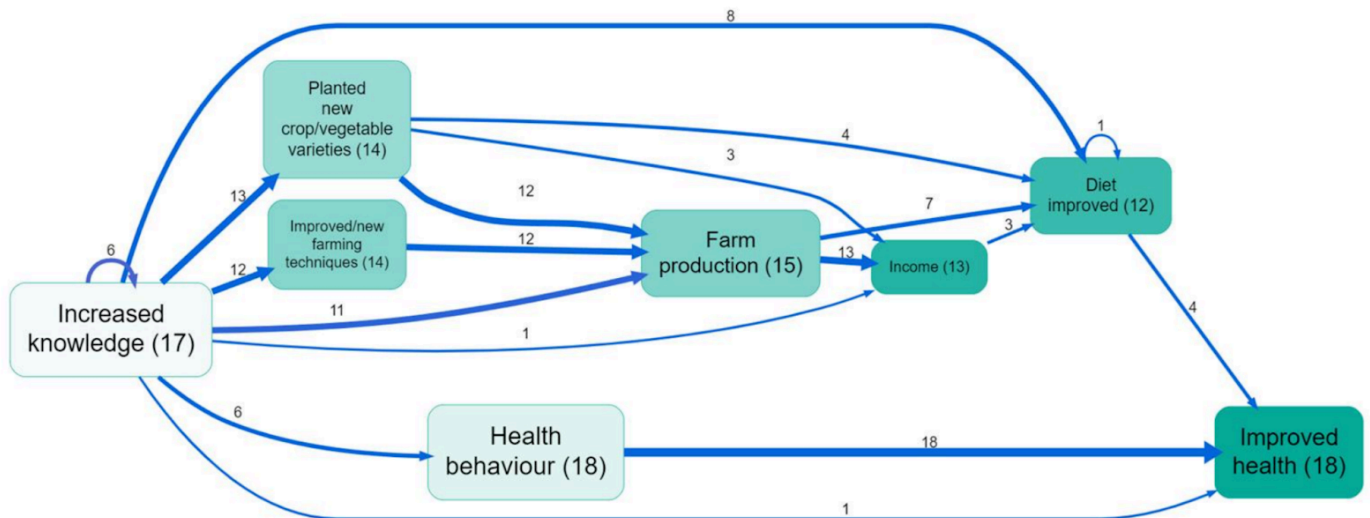 8
Planted
new
crop/vegetable
varieties (14)
4
3
1
Diet
improved (12)
13
12
7
Improved/new
farming
techniques (14)
12
Farm
production (15)
13
Income (13)
3
6
12
Increased
knowledge (17)
11
1
4
6
Health
behaviour (18)
18
Improved
health (18)
1